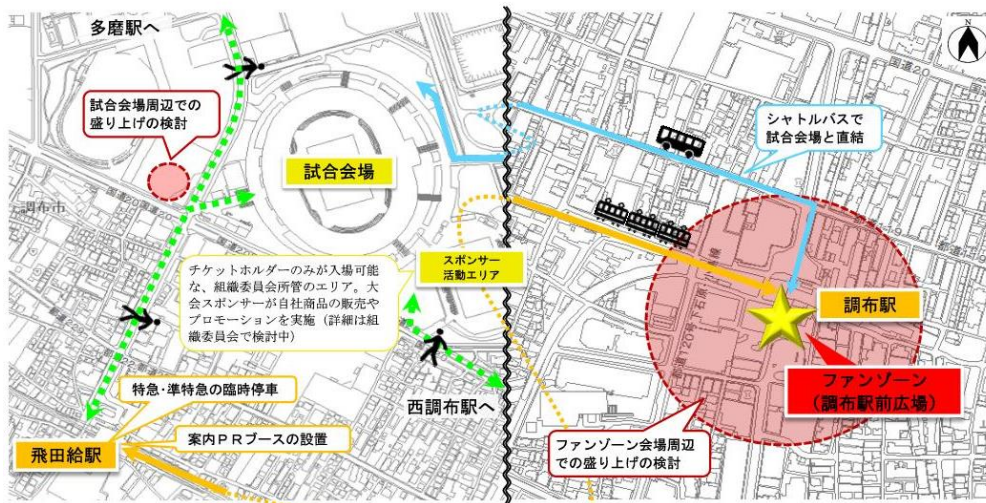 多磨駅へ
試合会場周辺での
盛り上げの検討
試合会場
調布市
国道20
チケットホルダーのみが入場可能
な、組織委員会所管のエリア。大
会スポンサーが自社商品の販売や
プロモーションを実施（詳細は組
織委員会で検討中）
スポンサー
活動エリア
特急・準特急の臨時停車
案内ＰＲブースの設置
飛田給駅
西調布駅へ
N
国道20
シャトルバスで
試合会場と直結
調布駅
ファンゾーン
（調布駅前広場）
ファンゾーン会場周辺
での盛り上げの検討